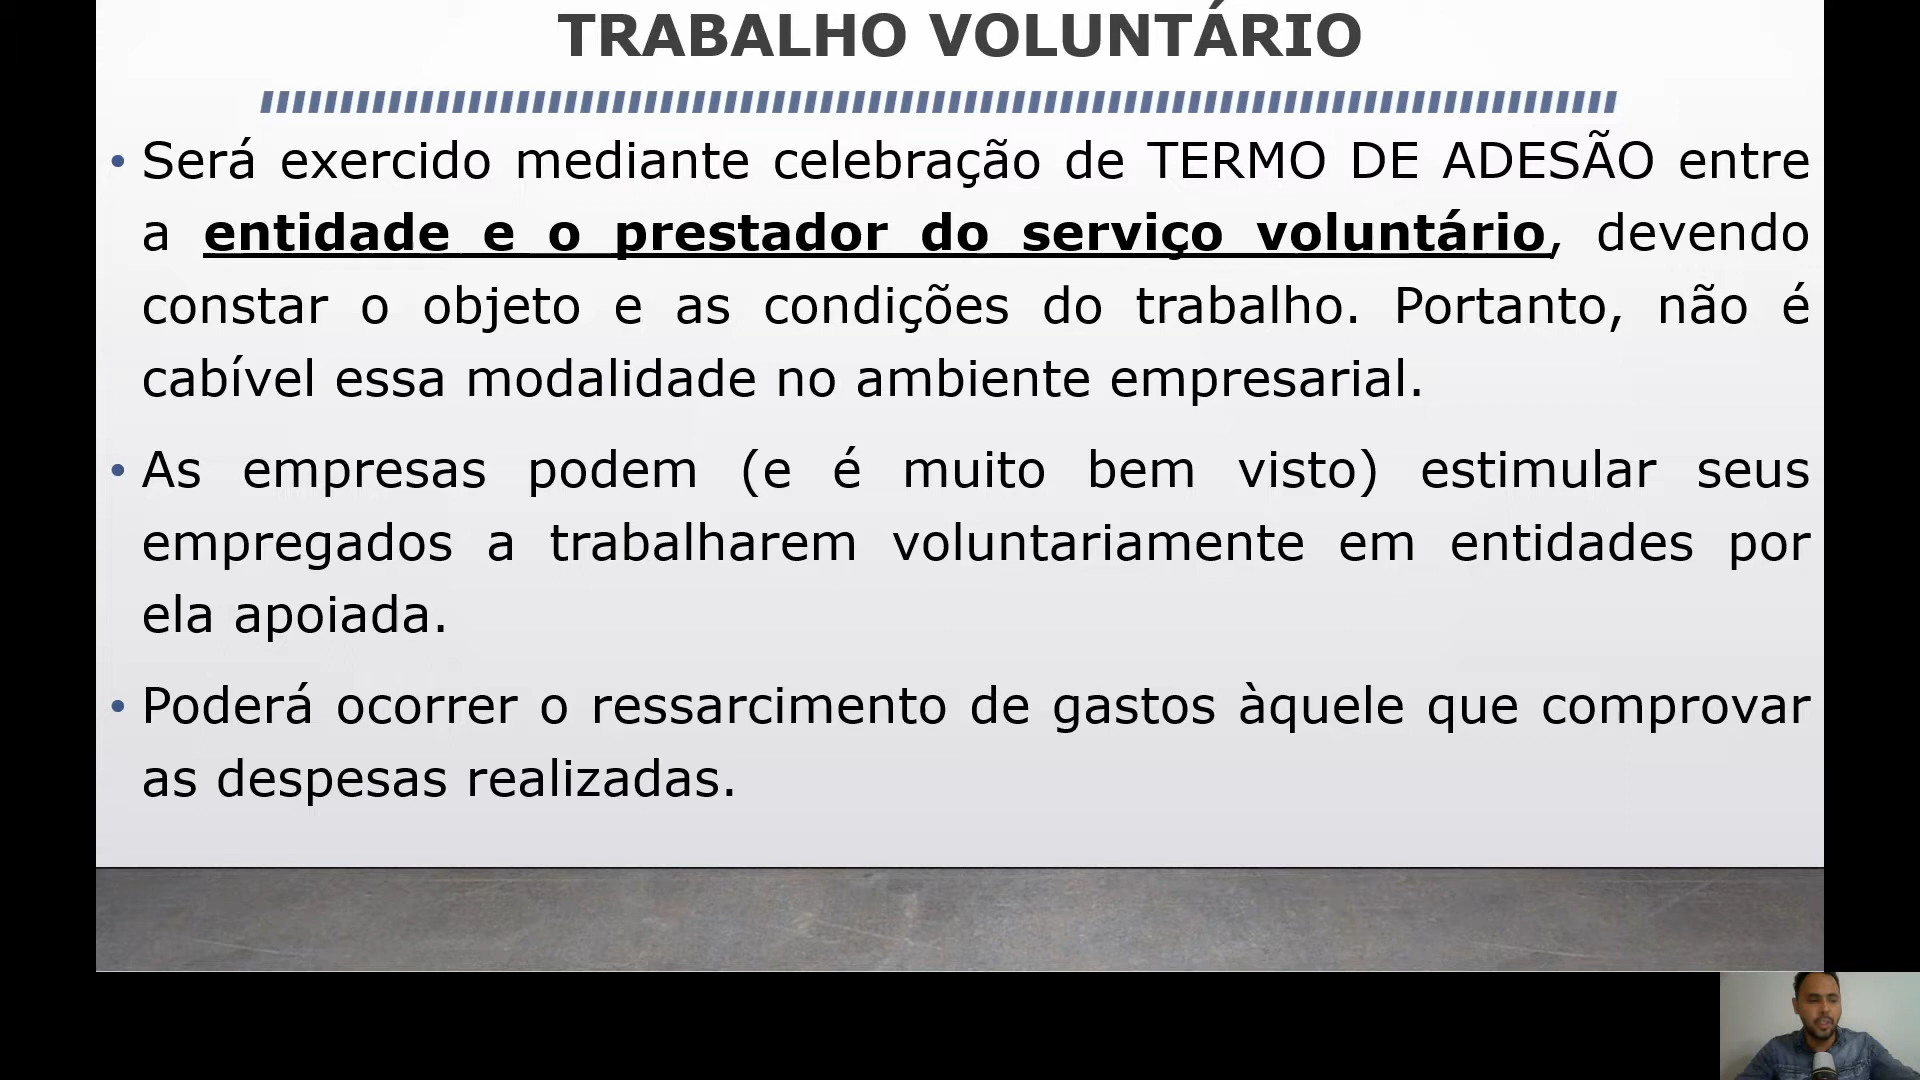 TRABALHO VOLUNTÁRIO
• Será exercido mediante celebração de TERMO DE ADESÃO entre
a entidade e o prestador do serviço voluntário, devendo
constar o objeto e as condições do trabalho. Portanto, não é
cabível essa modalidade no ambiente empresarial.
• As empresas podem (e é muito bem visto) estimular seus
empregados a trabalharem voluntariamente em entidades por
ela apoiada.
• Poderá ocorrer o ressarcimento de gastos àquele que comprovar
as despesas realizadas.